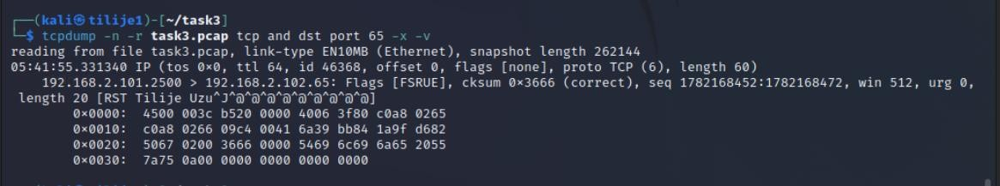 ┌──(kali㉿tilije1)-[~/task3]
└─$ tcpdump -n -r task3.pcap tcp and dst port 65 -x -v
reading from file task3.pcap, link-type EN10MB (Ethernet), snapshot length 262144
05:41:55.331340 IP (tos 0×0, ttl 64, id 46368, offset 0, flags [none], proto TCP (6), length 60)
192.168.2.101.2500 > 192.168.2.102.65: Flags [FSRUE], cksum 0×3666 (correct), seq 1782168452:1782168472, win 512, urg 0,
length 20 [RST Tilije Uzu^J^@^@^@^@^@^@^@^@^@]
0×0000: 4500 003c b520 0000 4006 3f80 c0a8 0265
0×0010: c0a8 0266 09c4 0041 6a39 bb84 1a9f d682
0×0020: 5067 0200 3666 0000 5469 6c69 6a65 2055
0×0030: 7a75 0a00 0000 0000 0000 0000